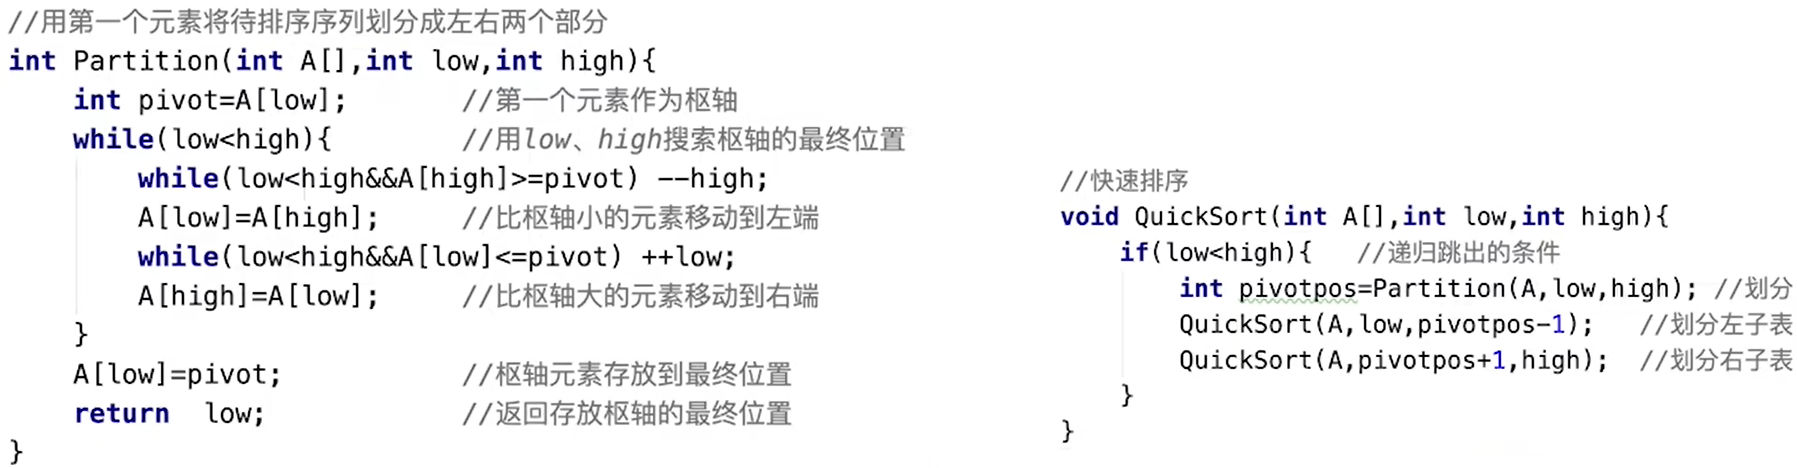 //用第一个元素将待排序序列划分成左右两个部分
int Partition(int A[],int low,int high){
    int pivot=A[low];       //第一个元素作为枢轴
    while(low<high){        //用low、high搜索枢轴的最终位置
        while(low<high&&A[high]>=pivot) --high;
        A[low]=A[high];     //比枢轴小的元素移动到左端
        while(low<high&&A[low]<=pivot) ++low;
        A[high]=A[low];     //比枢轴大的元素移动到右端
    }
    A[low]=pivot;           //枢轴元素存放到最终位置
    return  low;            //返回存放枢轴的最终位置
}
//快速排序
void QuickSort(int A[],int low,int high){
    if(low<high){   //递归跳出的条件
        int pivotpos=Partition(A,low,high); //划分
        QuickSort(A,low,pivotpos-1);   //划分左子表
        QuickSort(A,pivotpos+1,high);  //划分右子表
    }
}